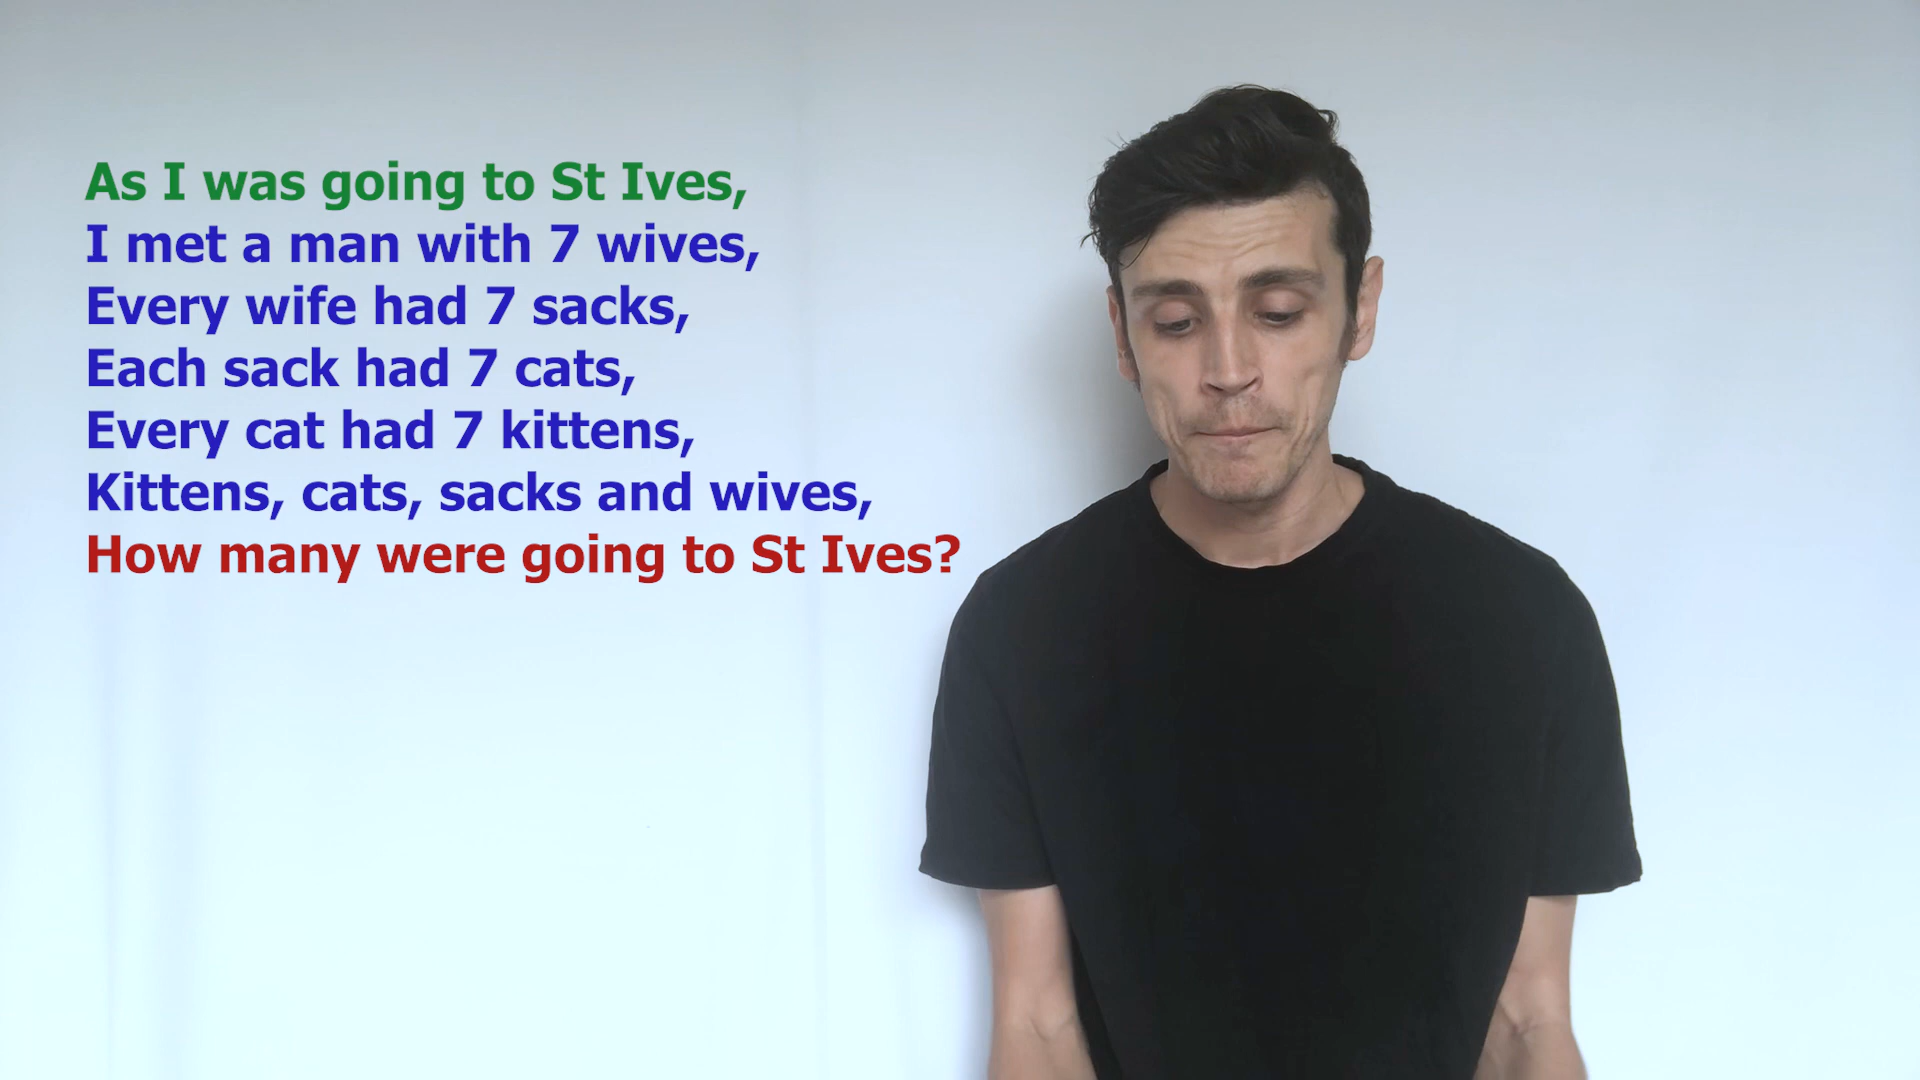 As I was going to St Ives,
I met a man with 7 wives,
Every wife had 7 sacks,
Each sack had 7 cats,
Every cat had 7 kittens,
Kittens, cats, sacks and wives,
How many were going to St Ives?